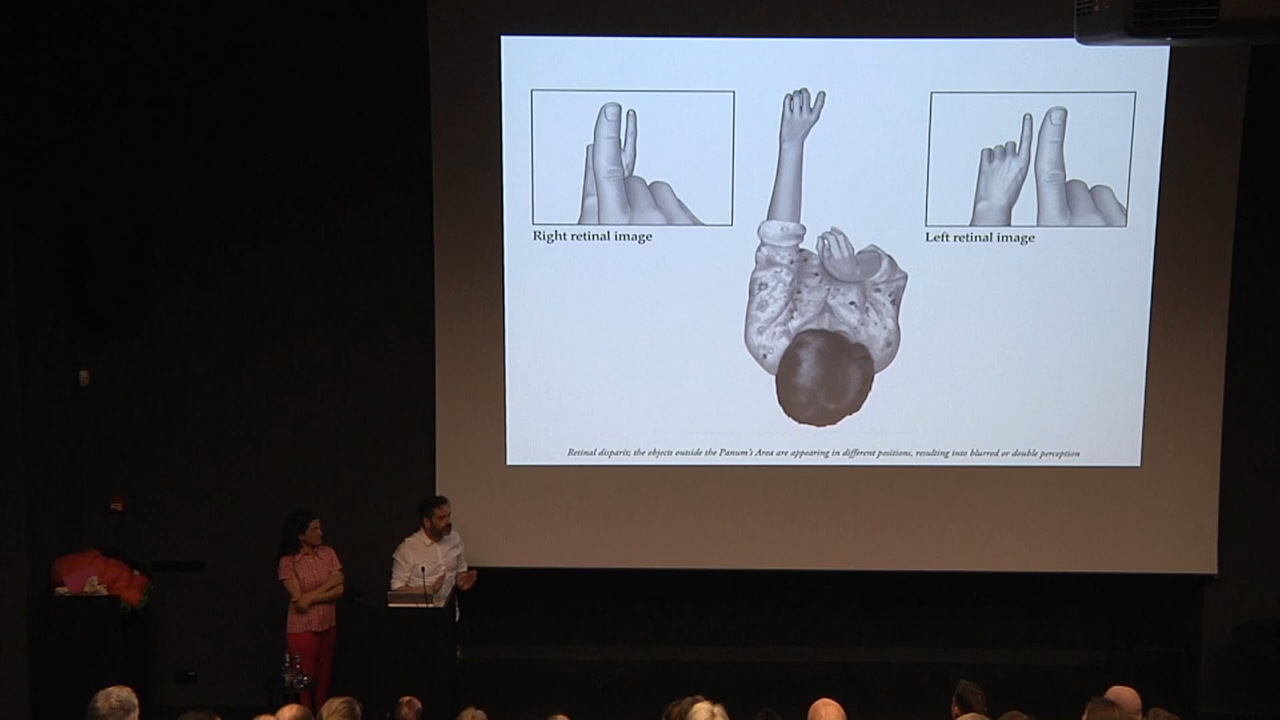 Right retinal image
Left retinal image
Retinal disparity; the objects outside the Panum's Area are appearing in different positions, resulting into blurred or double perception